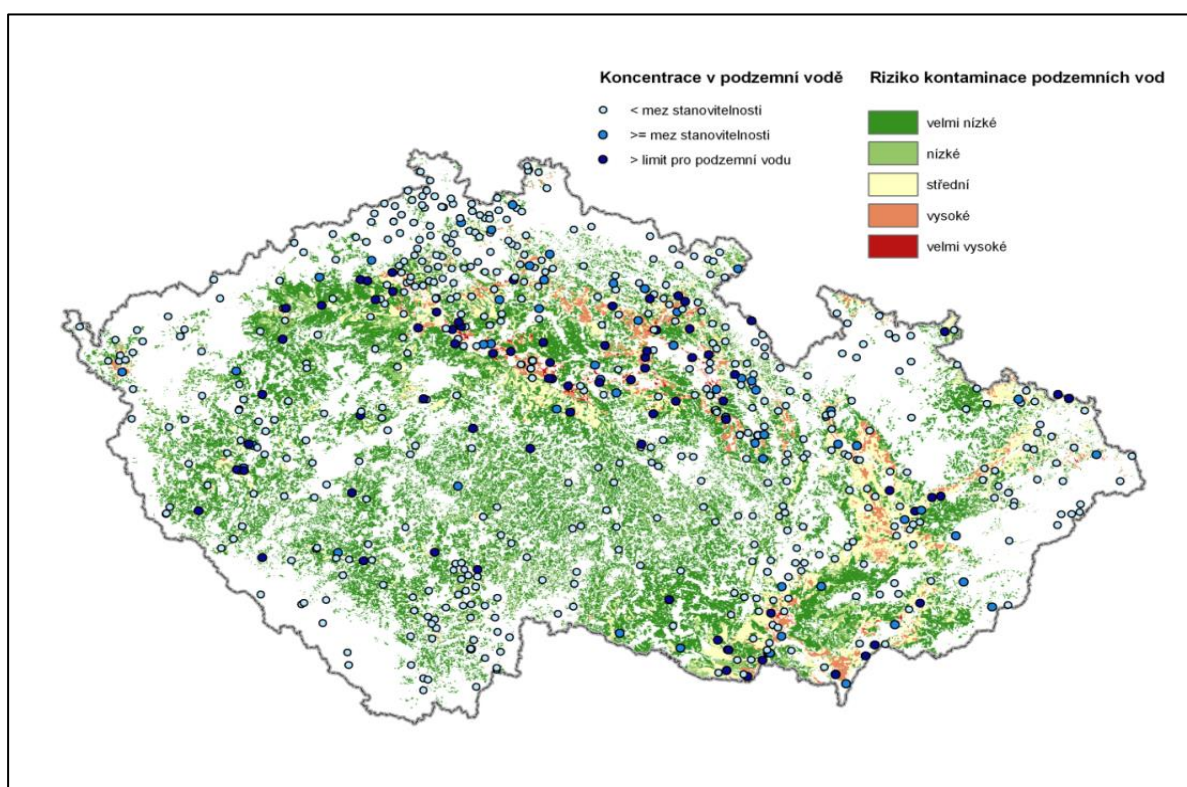 Koncentrace v podzemní vodě
< mez stanovitelnosti
>= mez stanovitelnosti
> limit pro podzemní vodu
Riziko kontaminace podzemních vod
velmi nízké
nízké
střední
vysoké
velmi vysoké